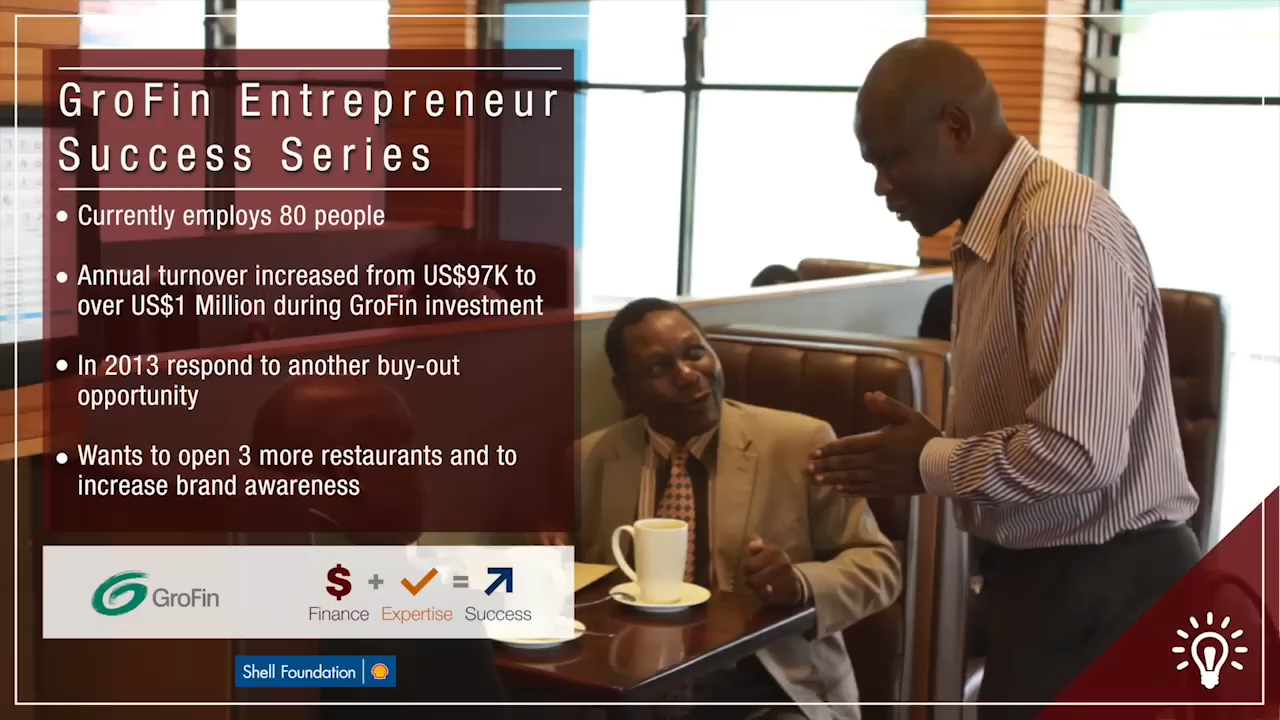 GroFin Entrepreneur
Success Series
• Currently employs 80 people
• Annual turnover increased from US$97K to
over US$1 Million during GroFin investment
• In 2013 respond to another buy-out
opportunity
• Wants to open 3 more restaurants and to
increase brand awareness
GroFin
$ + =
Finance Expertise Success
Shell Foundation